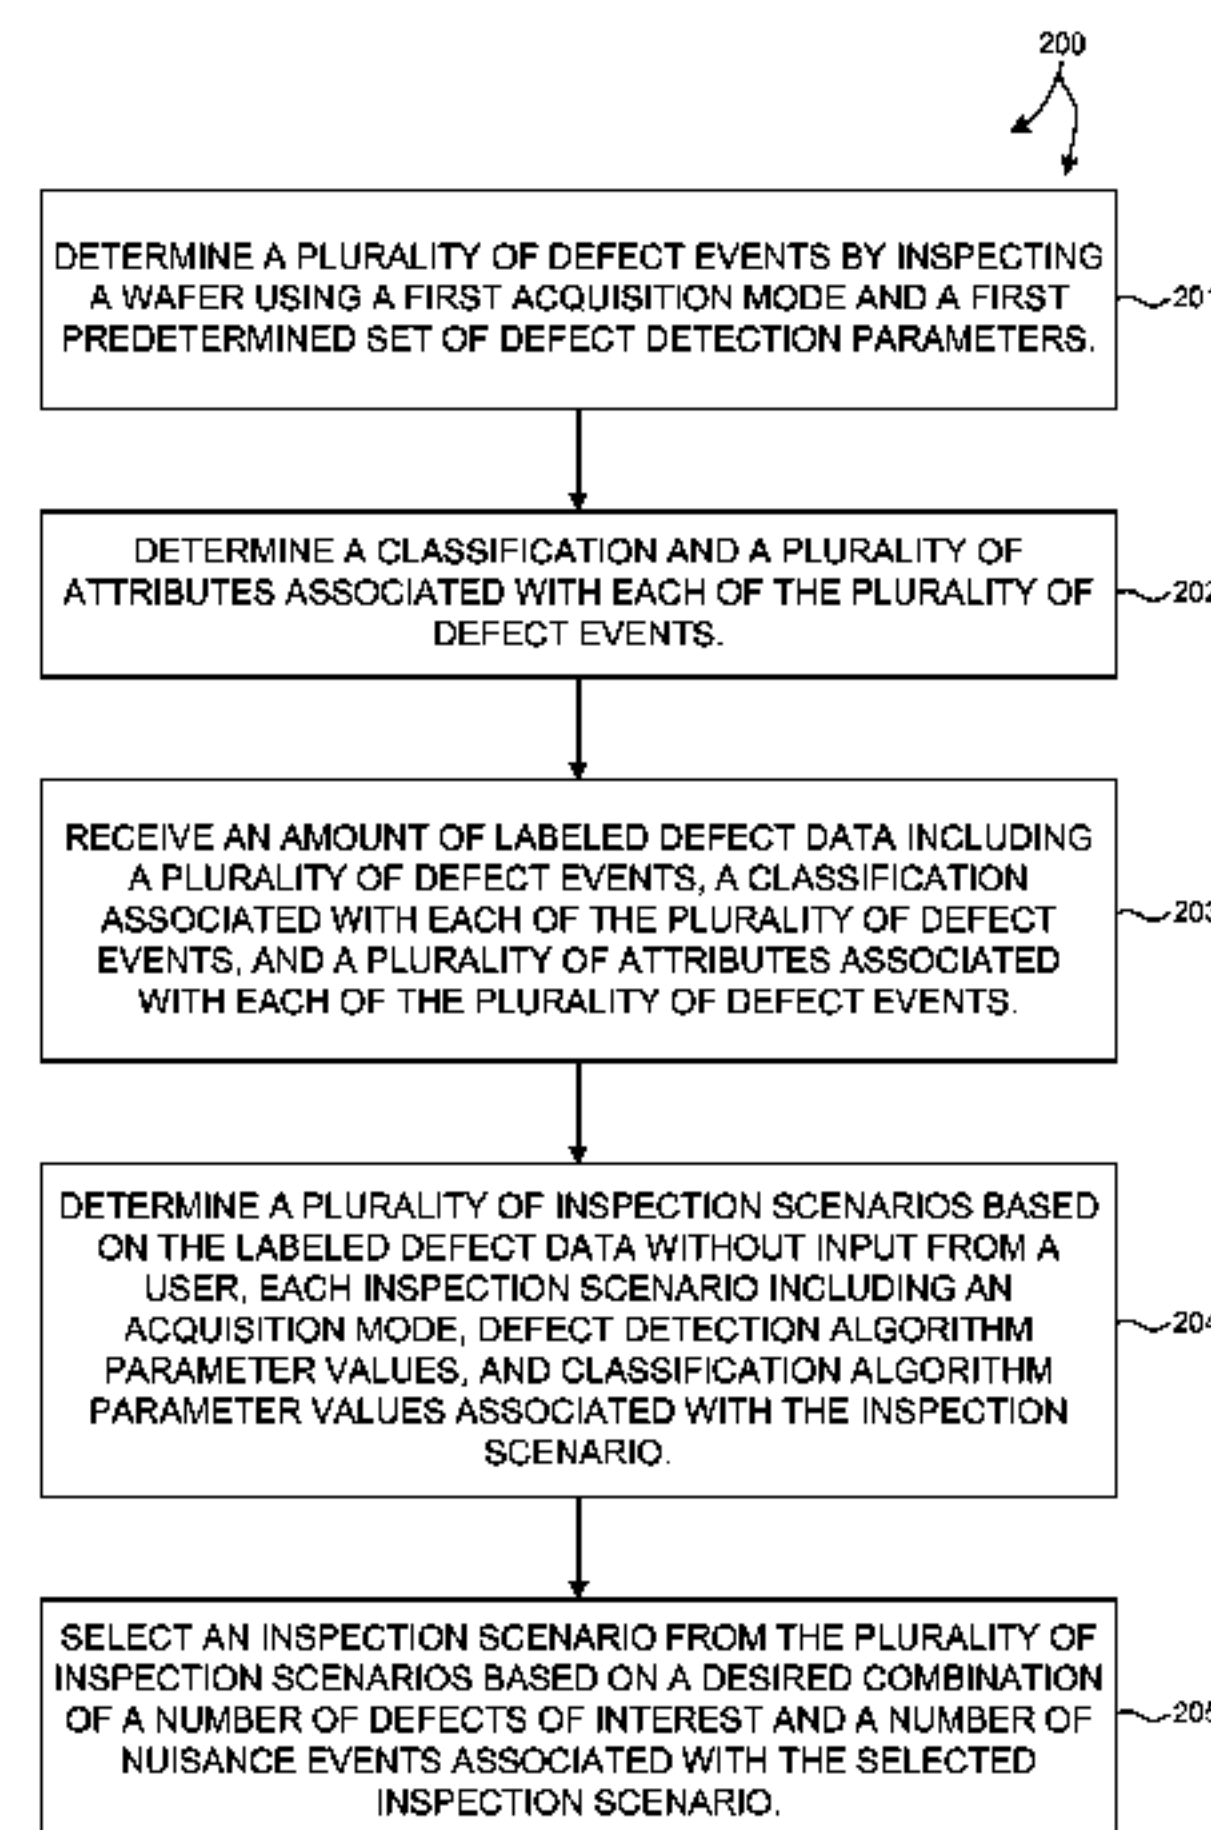 200
DETERMINE A PLURALITY OF DEFECT EVENTS BY INSPECTING
A WAFER USING A FIRST ACQUISITION MODE AND A FIRST
PREDETERMINED SET OF DEFECT DETECTION PARAMETERS.
201
DETERMINE A CLASSIFICATION AND A PLURALITY OF
ATTRIBUTES ASSOCIATED WITH EACH OF THE PLURALITY OF
DEFECT EVENTS.
202
RECEIVE AN AMOUNT OF LABELED DEFECT DATA INCLUDING
A PLURALITY OF DEFECT EVENTS, A CLASSIFICATION
ASSOCIATED WITH EACH OF THE PLURALITY OF DEFECT
EVENTS, AND A PLURALITY OF ATTRIBUTES ASSOCIATED
WITH EACH OF THE PLURALITY OF DEFECT EVENTS.
203
DETERMINE A PLURALITY OF INSPECTION SCENARIOS BASED
ON THE LABELED DEFECT DATA WITHOUT INPUT FROM A
USER, EACH INSPECTION SCENARIO INCLUDING AN
ACQUISITION MODE, DEFECT DETECTION ALGORITHM
PARAMETER VALUES, AND CLASSIFICATION ALGORITHM
PARAMETER VALUES ASSOCIATED WITH THE INSPECTION
SCENARIO.
204
SELECT AN INSPECTION SCENARIO FROM THE PLURALITY OF
INSPECTION SCENARIOS BASED ON A DESIRED COMBINATION
OF A NUMBER OF DEFECTS OF INTEREST AND A NUMBER OF
NUISANCE EVENTS ASSOCIATED WITH THE SELECTED
INSPECTION SCENARIO.
205